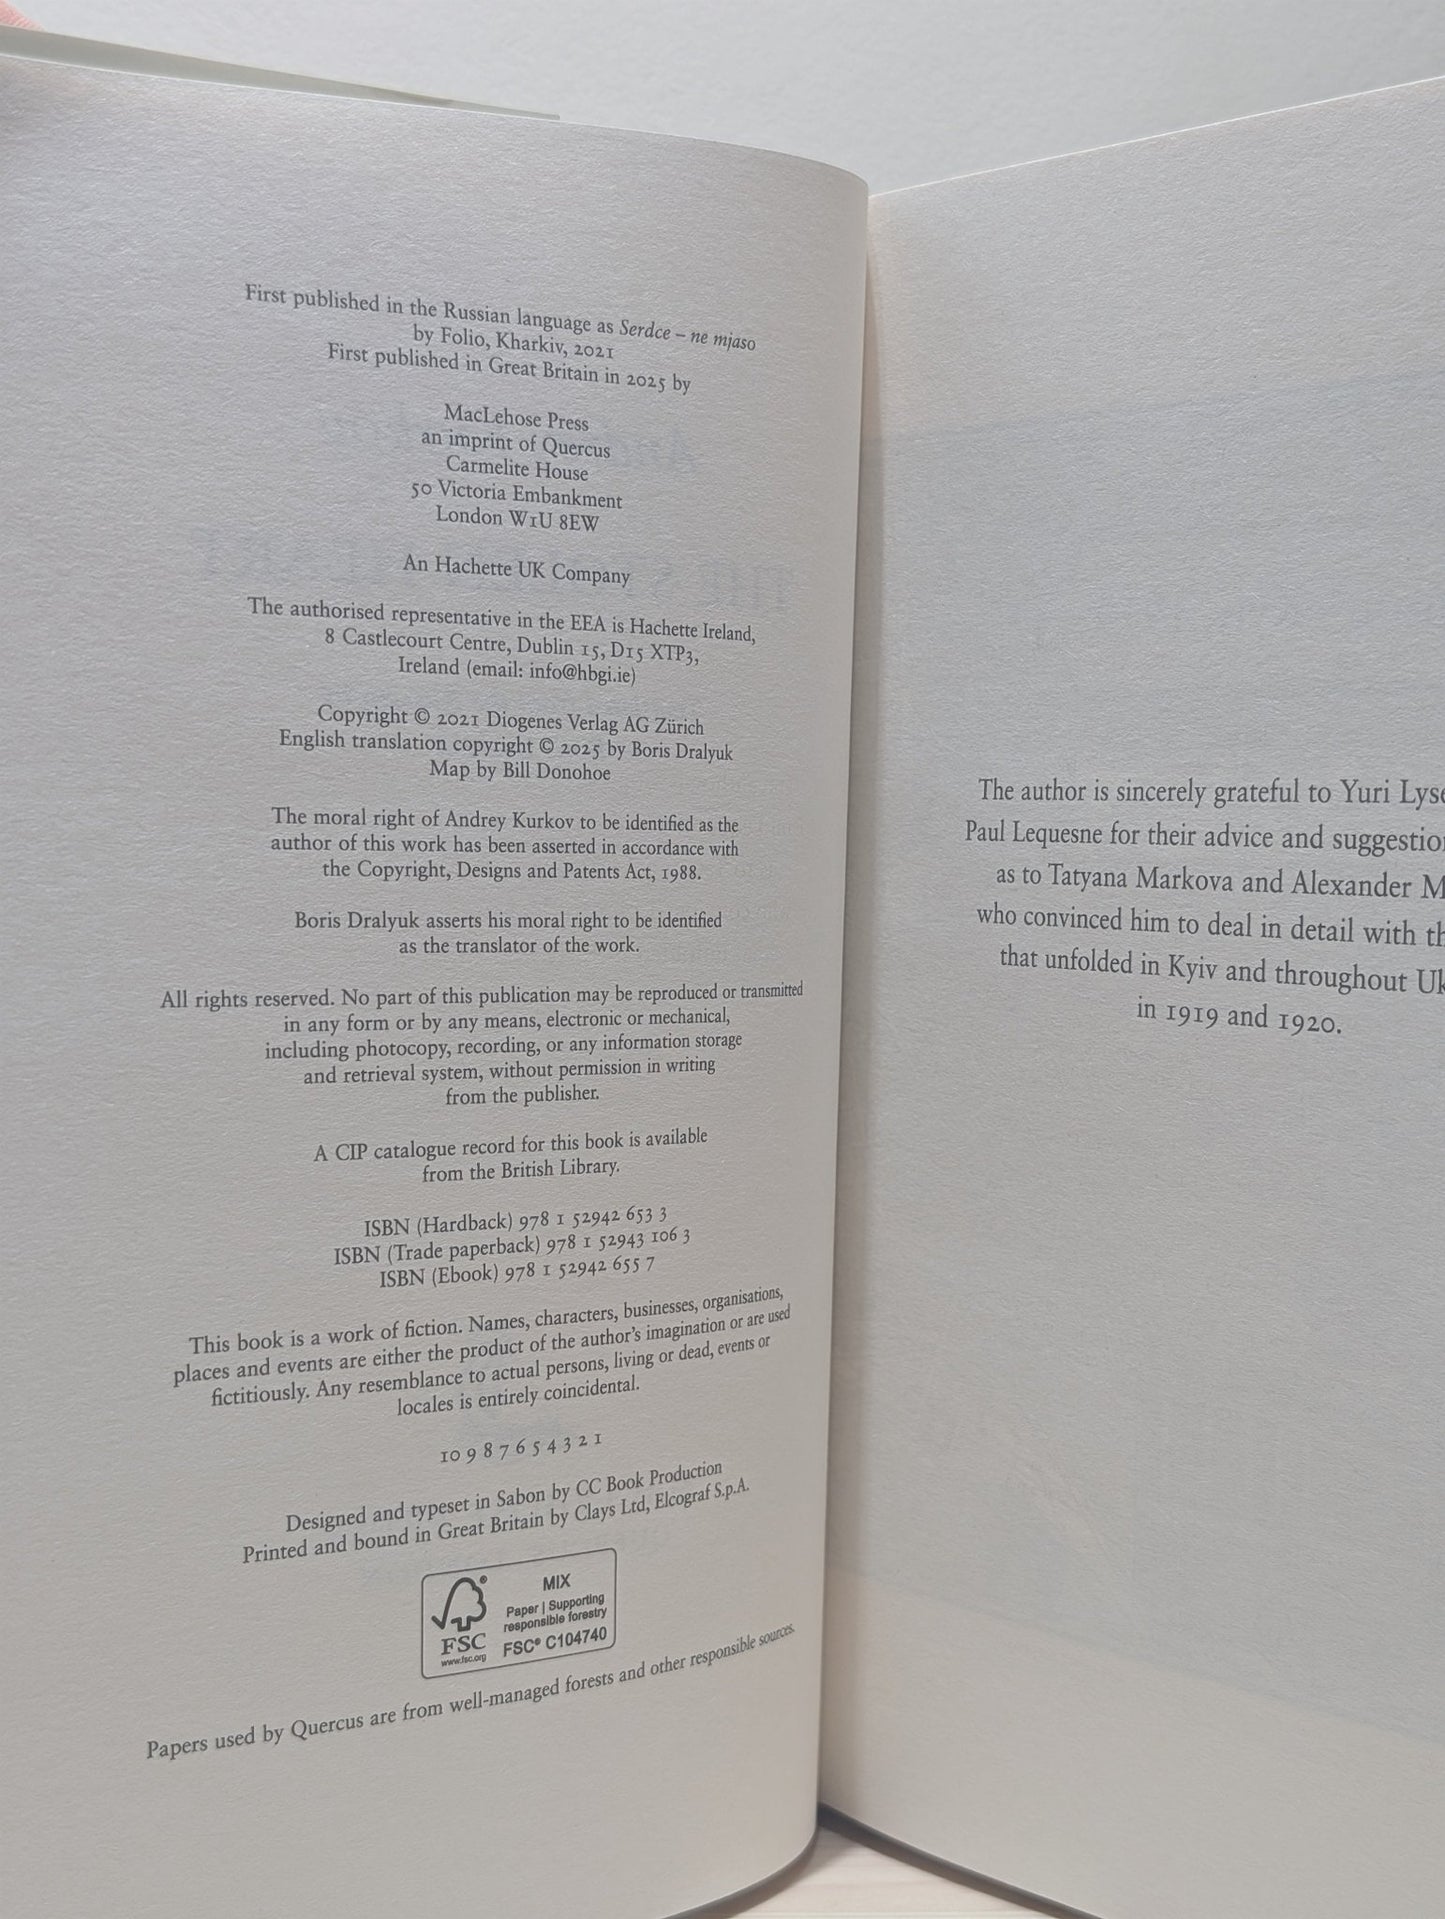 First published in the Russian language as Serdce – ne mjaso
by Folio, Kharkiv, 2021
First published in Great Britain in 2025 by
MacLehose Press
an imprint of Quercus
Carmelite House
50 Victoria Embankment
London W1U 8EW
An Hachette UK Company
The authorised representative in the EEA is Hachette Ireland,
8 Castlecourt Centre, Dublin 15, D15 XTP3,
Ireland (email: info@hbgi.ie)
Copyright © 2021 Diogenes Verlag AG Zürich
English translation copyright © 2025 by Boris Dralyuk
Map by Bill Donohoe
The moral right of Andrey Kurkov to be identified as the
author of this work has been asserted in accordance with
the Copyright, Designs and Patents Act, 1988.
Boris Dralyuk asserts his moral right to be identified
as the translator of the work.
All rights reserved. No part of this publication may be reproduced or transmitted
in any form or by any means, electronic or mechanical,
including photocopy, recording, or any information storage
and retrieval system, without permission in writing
from the publisher.
A CIP catalogue record for this book is available
from the British Library.
ISBN (Hardback) 978 1 52942 653 3
ISBN (Trade paperback) 978 1 52943 106 3
ISBN (Ebook) 978 1 52942 655 7
This book is a work of fiction. Names, characters, businesses, organisations,
places and events are either the product of the author's imagination or are used
fictitiously. Any resemblance to actual persons, living or dead, events or
locales is entirely coincidental.
10 9 8 7 6 5 4 3 2 1
Designed and typeset in Sabon by CC Book Production
Printed and bound in Great Britain by Clays Ltd, Elcograf S.p.A.
FSC
www.fsc.org
MIX
Paper | Supporting
responsible forestry
FSC® C104740
Papers used by Quercus are from well-managed forests and other responsible sources.
The author is sincerely grateful to Yuri
Paul Lequesne for their advice and
as to Tatyana Markova and Alexander
who convinced him to deal in detail with
that unfolded in Kyiv and throughout
in 1919 and 1920.